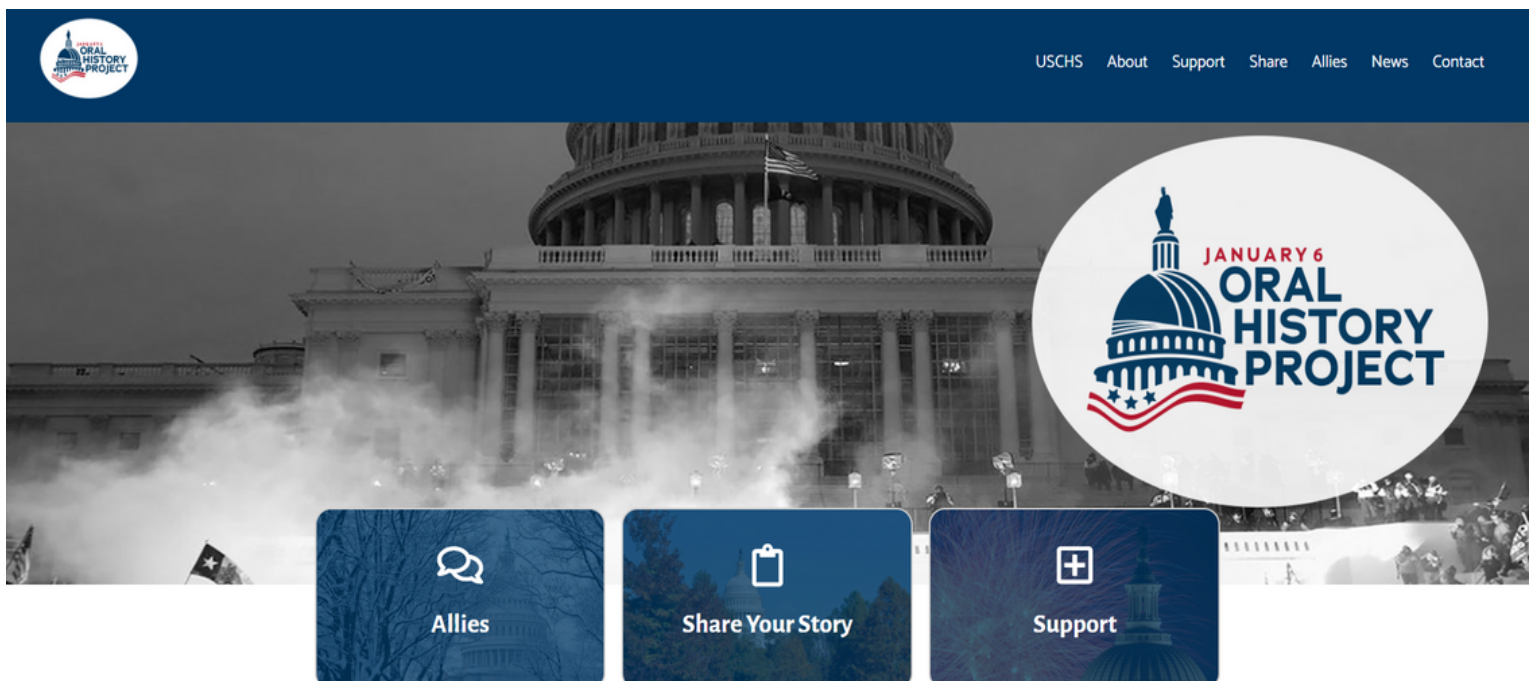 JANUARY 6
ORAL
HISTORY
PROJECT
USCHS About Support Share Allies News Contact
JANUARY 6
ORAL
HISTORY
PROJECT
Allies
Share Your Story
Support